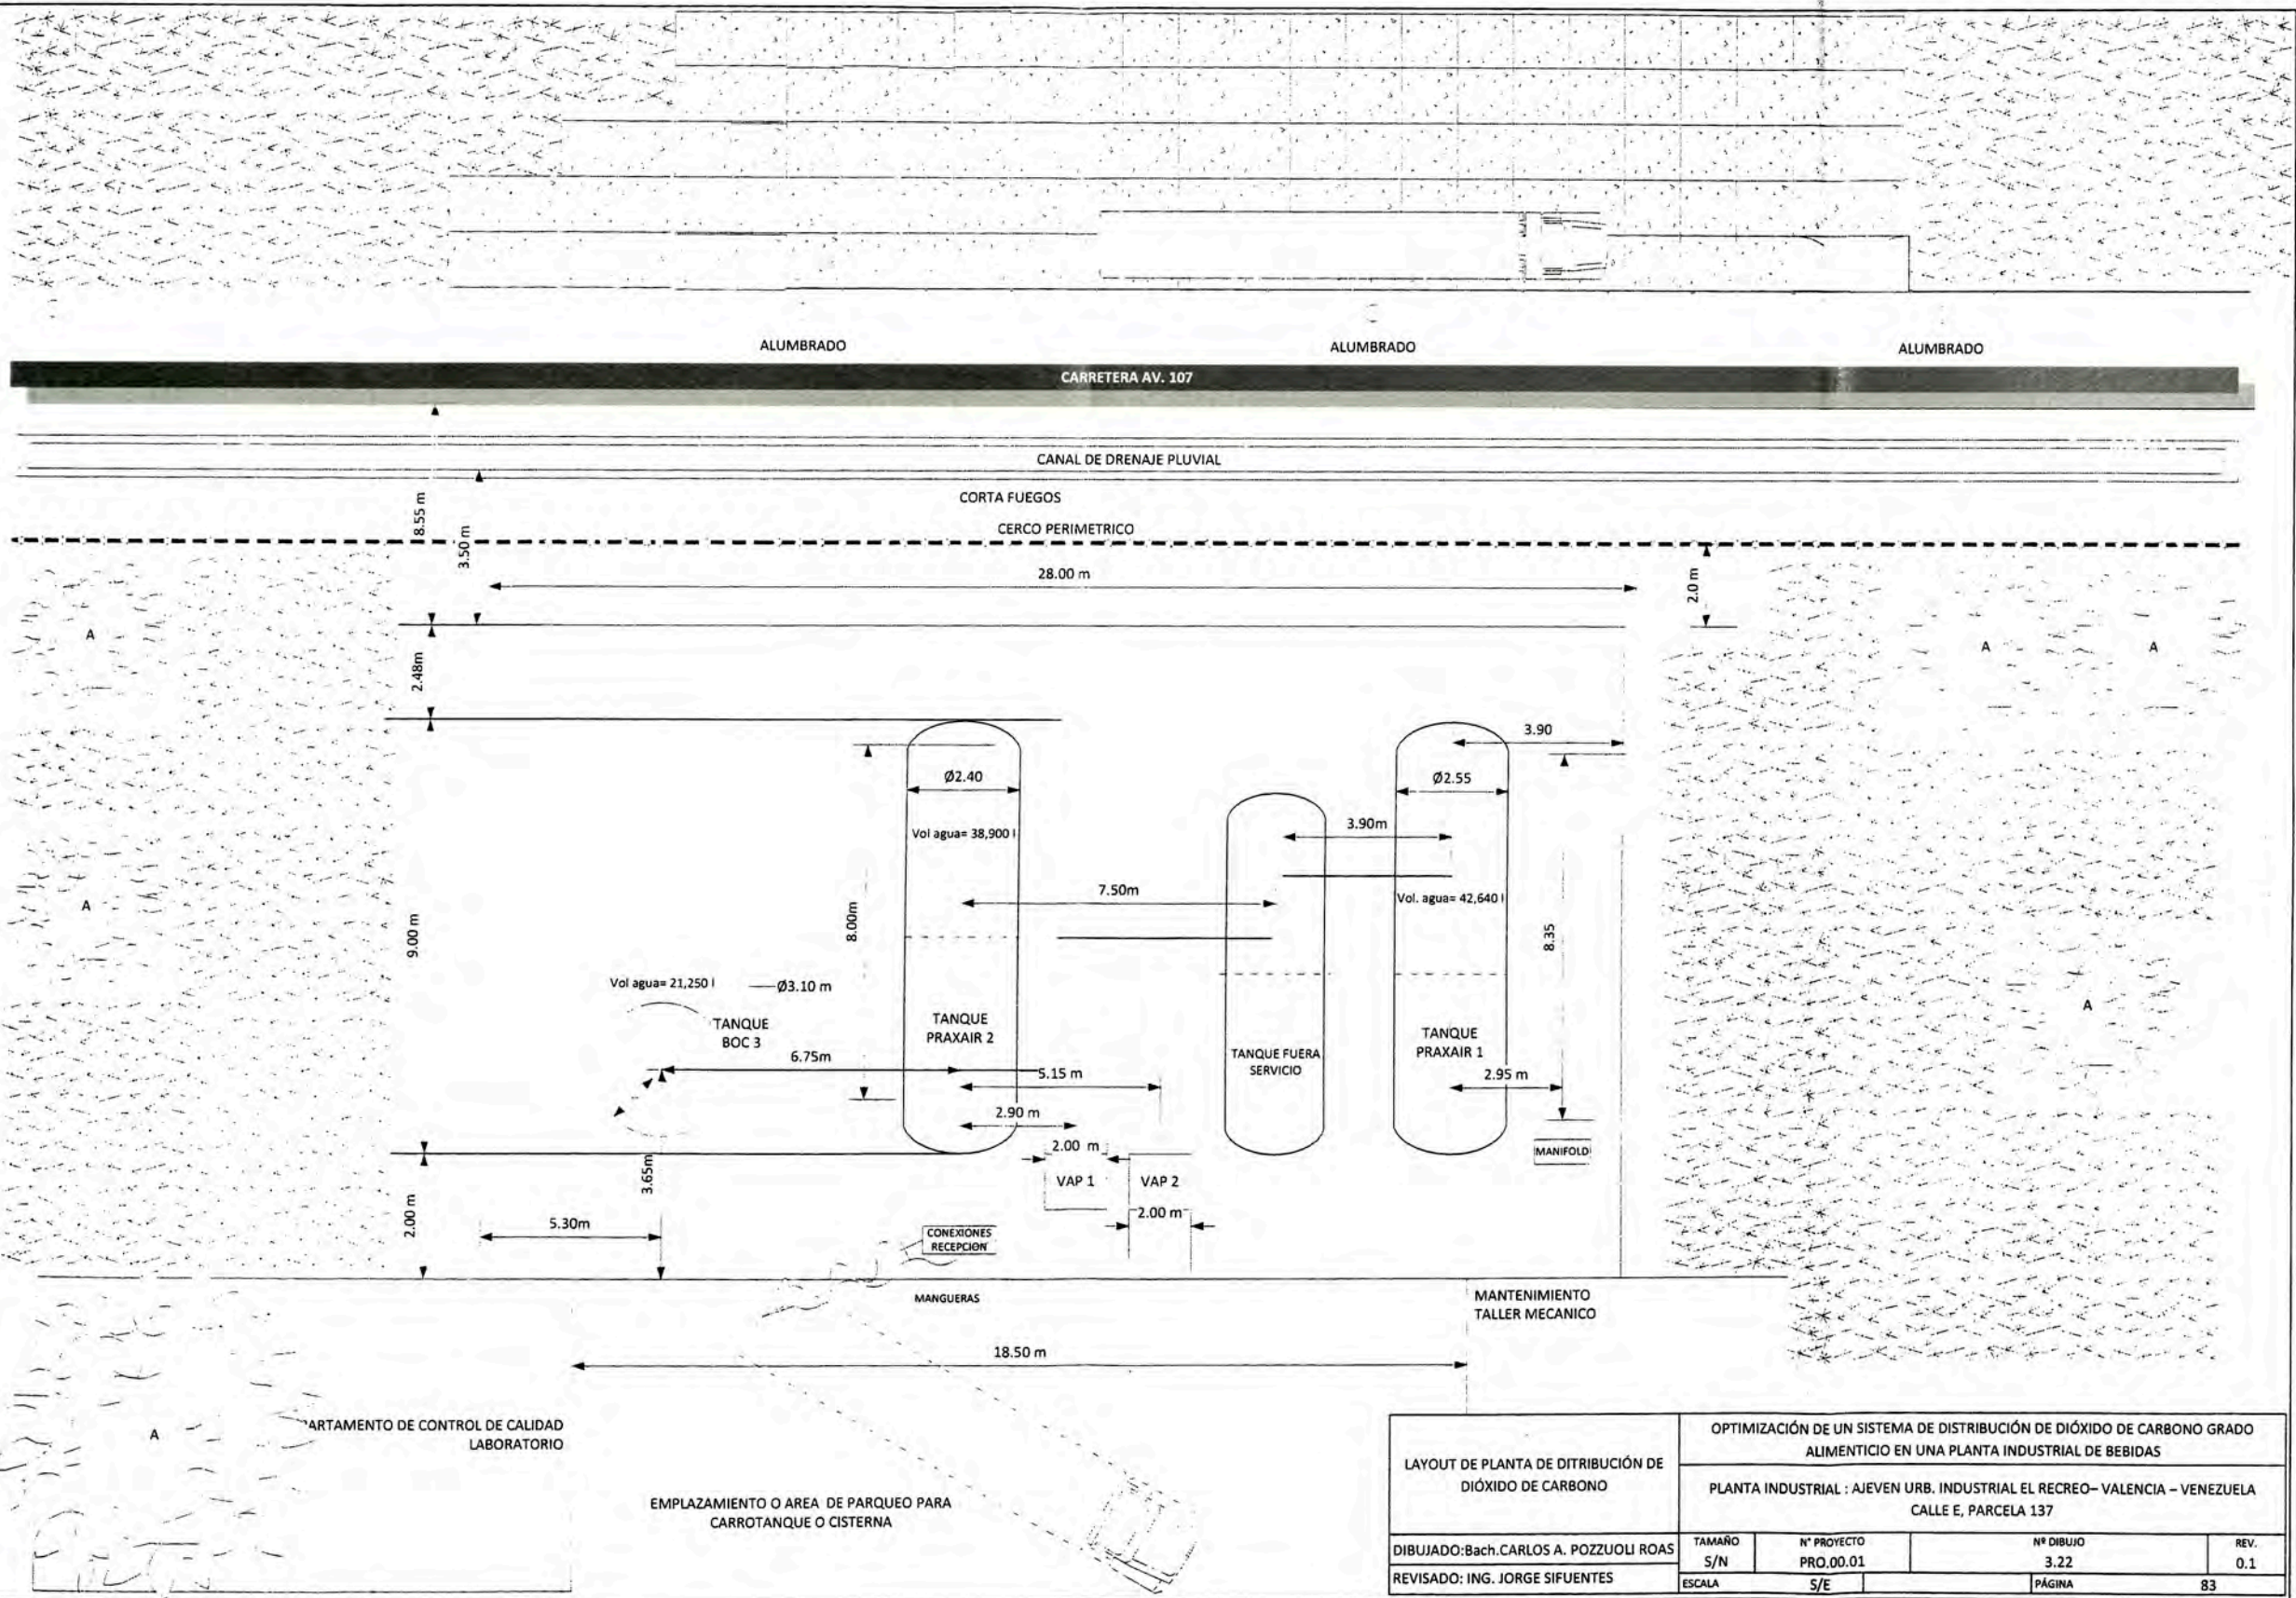 ALUMBRADO
ALUMBRADO
ALUMBRADO
CARRETERA AV. 107
CANAL DE DRENAJE PLUVIAL
CORTA FUEGOS
CERCO PERIMETRICO
8.55 m
3.50 m
28.00 m
2.0 m
A
A
A
2.48m
3.90
Ø2.40
Ø2.55
Vol agua= 38,900 l
3.90m
7.50m
Vol. agua= 42,640 l
A
9.00 m
8.00m
8.35
Vol agua= 21,250 l
Ø3.10 m
A
TANQUE
BOC 3
TANQUE
PRAXAIR 2
TANQUE FUERA
SERVICIO
TANQUE
PRAXAIR 1
6.75m
5.15 m
2.95 m
2.90 m
2.00 m
MANIFOLD
3.65m
VAP 1
VAP 2
2.00 m
5.30m
2.00 m
CONEXIONES
RECEPCION
MANGUERAS
MANTENIMIENTO
TALLER MECANICO
18.50 m
A
ARTAMENTO DE CONTROL DE CALIDAD
LABORATORIO
EMPLAZAMIENTO O AREA DE PARQUEO PARA
CARROTANQUE O CISTERNA
LAYOUT DE PLANTA DE DITRIBUCIÓN DE
DIÓXIDO DE CARBONO
OPTIMIZACIÓN DE UN SISTEMA DE DISTRIBUCIÓN DE DIÓXIDO DE CARBONO GRADO
ALIMENTICIO EN UNA PLANTA INDUSTRIAL DE BEBIDAS
PLANTA INDUSTRIAL : AJEVEN URB. INDUSTRIAL EL RECREO– VALENCIA – VENEZUELA
CALLE E, PARCELA 137
DIBUJADO:Bach.CARLOS A. POZZUOLI ROAS
REVISADO: ING. JORGE SIFUENTES
TAMAÑO
S/N
N° PROYECTO
PRO.00.01
Nº DIBUJO
3.22
REV.
0.1
ESCALA
S/E
PÁGINA
83